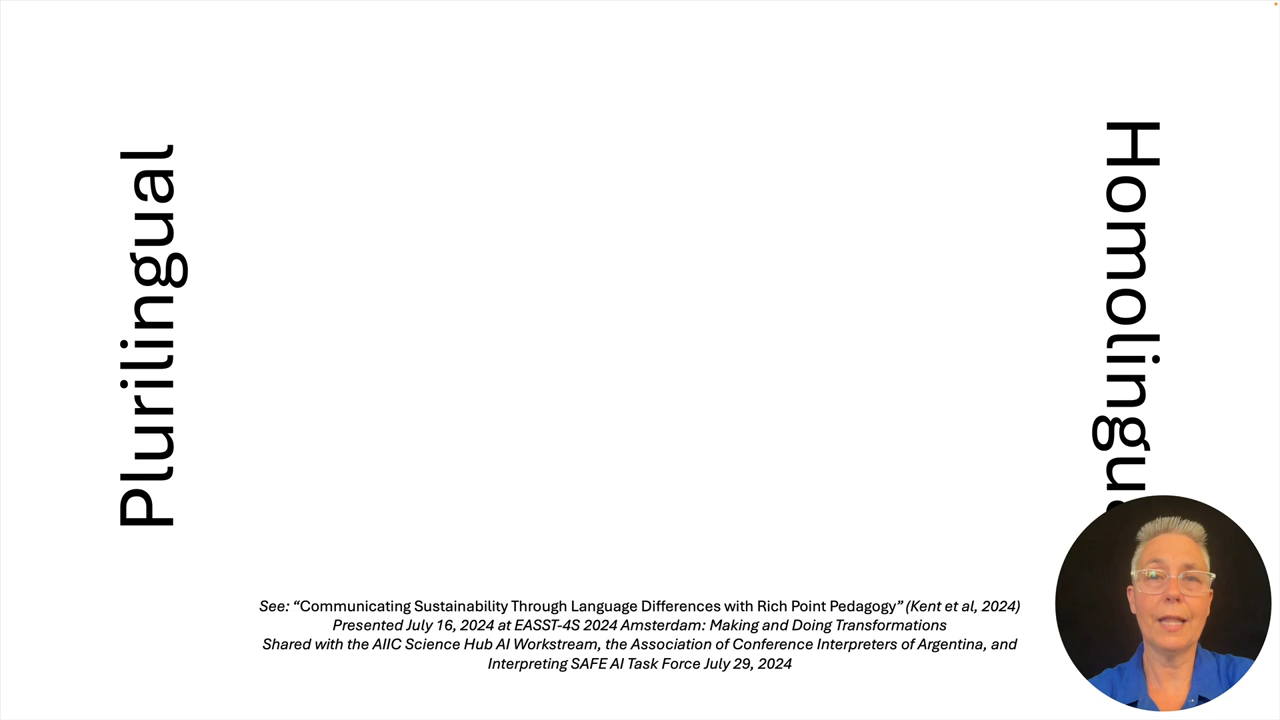 Plurilingual
Homolingua
See: “Communicating Sustainability Through Language Differences with Rich Point Pedagogy” (Kent et al, 2024)
Presented July 16, 2024 at EASST-4S 2024 Amsterdam: Making and Doing Transformations
Shared with the AIIC Science Hub AI Workstream, the Association of Conference Interpreters of Argentina, and
Interpreting SAFE AI Task Force July 29, 2024